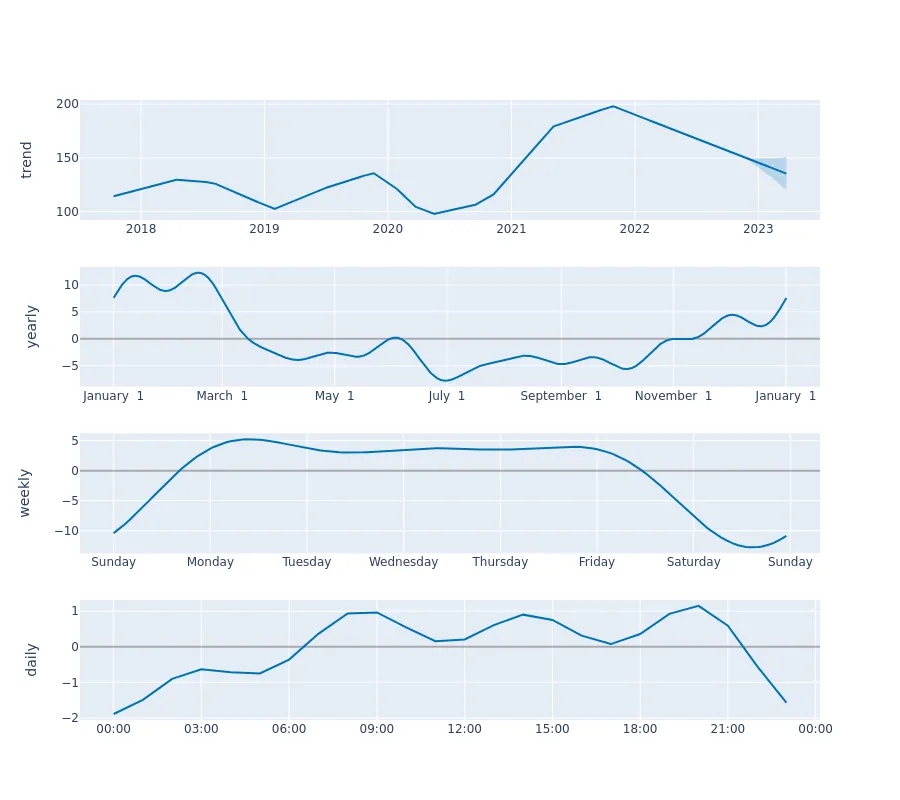 trend
200
150
100
2018 2019 2020 2021 2022 2023
yearly
10
5
0
−5
January 1 March 1 May 1 July 1 September 1 November 1 January 1
weekly
5
0
−5
−10
Sunday Monday Tuesday Wednesday Thursday Friday Saturday Sunday
daily
1
0
−1
−2
00:00 03:00 06:00 09:00 12:00 15:00 18:00 21:00 00:00